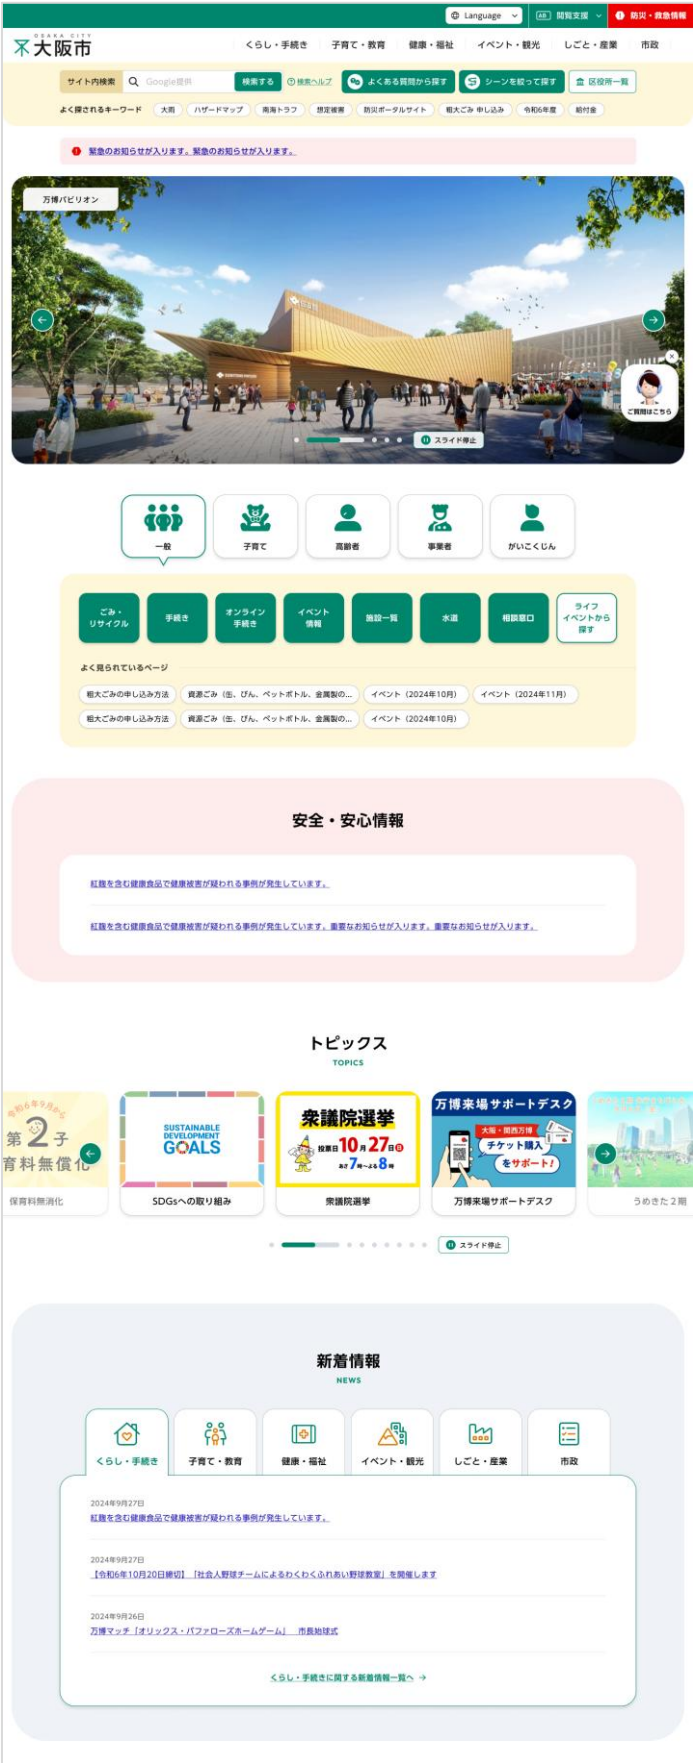 Language
AB 閲覧支援
防災・救急情報
OSAKA CITY
大阪市
くらし・手続き 子育て・教育 健康・福祉 イベント・観光 しごと・産業 市政
サイト内検索 Google提供 検索する 検索ヘルプ よくある質問から探す シーンを絞って探す 区役所一覧
よく探されるキーワード 大雨 ハザードマップ 南海トラフ 想定被害 防災ポータルサイト 粗大ごみ 申し込み 令和6年度 給付金
緊急のお知らせが入ります。緊急のお知らせが入ります。
万博パビリオン
ご質問はこちら
スライド停止
一般 子育て 高齢者 事業者 がいこくじん
ごみ・
リサイクル
手続き
オンライン
手続き
イベント
情報
施設一覧
水道
相談窓口
ライフ
イベントから
探す
よく見られているページ
粗大ごみの申し込み方法 資源ごみ（缶、びん、ペットボトル、金属製の... イベント（2024年10月） イベント（2024年11月）
粗大ごみの申し込み方法 資源ごみ（缶、びん、ペットボトル、金属製の... イベント（2024年10月）
安全・安心情報
紅麹を含む健康食品で健康被害が疑われる事例が発生しています。
紅麹を含む健康食品で健康被害が疑われる事例が発生しています。重要なお知らせが入ります。重要なお知らせが入ります。
トピックス
TOPICS
令和6年9月から
第2子
育料無償化
保育料無消化
SUSTAINABLE
DEVELOPMENT
GOALS
SDGsへの取り組み
衆議院選挙
投票日10月27日日
あさ7時〜よる8時
衆議院選挙
万博来場サポートデスク
大阪・関西万博
チケット購入
をサポート!
万博来場サポートデスク
うめきた2期
スライド停止
新着情報
NEWS
くらし・手続き 子育て・教育 健康・福祉 イベント・観光 しごと・産業 市政
2024年9月27日
紅麹を含む健康食品で健康被害が疑われる事例が発生しています。
2024年9月27日
【令和6年10月20日締切】「社会人野球チームによるわくわくふれあい野球教室」を開催します
2024年9月26日
万博マッチ「オリックス・バファローズホームゲーム」 市長始球式
くらし・手続きに関する新着情報一覧へ →